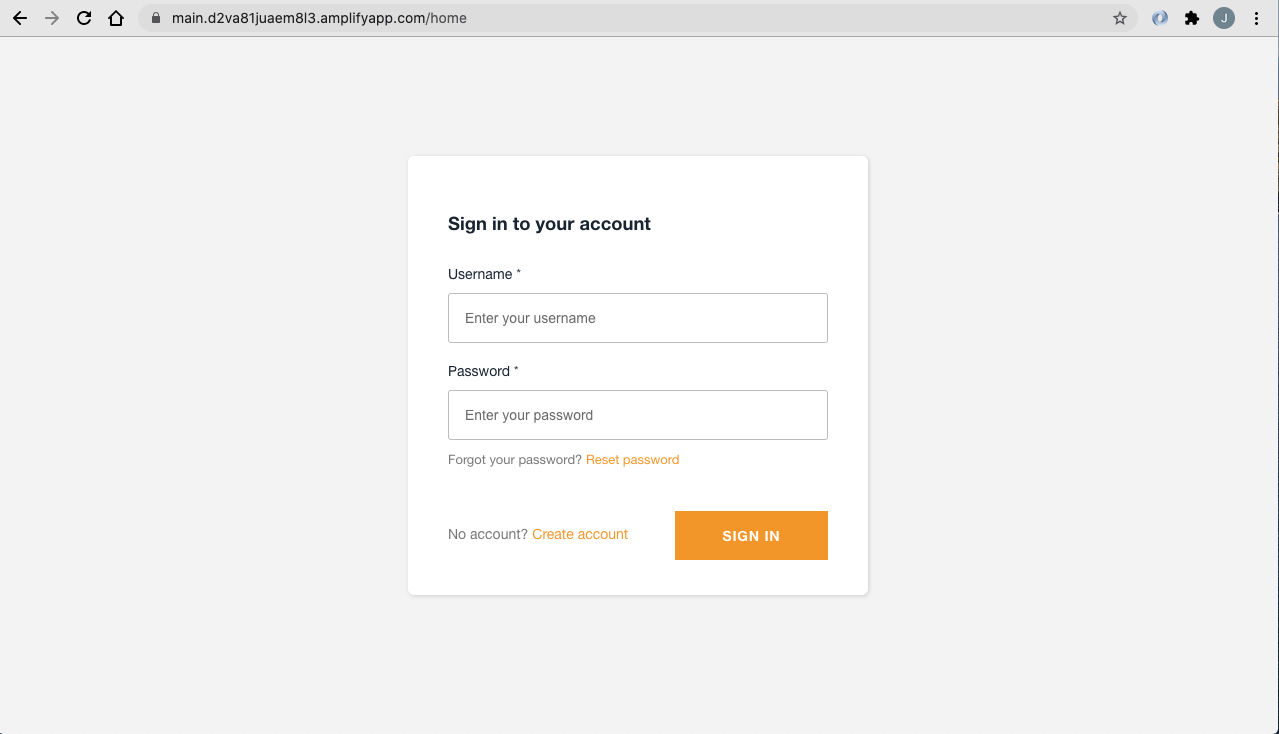 main.d2va81juaem8l3.amplifyapp.com/home
J
Sign in to your account
Username *
Enter your username
Password *
Enter your password
Forgot your password? Reset password
No account? Create account
SIGN IN